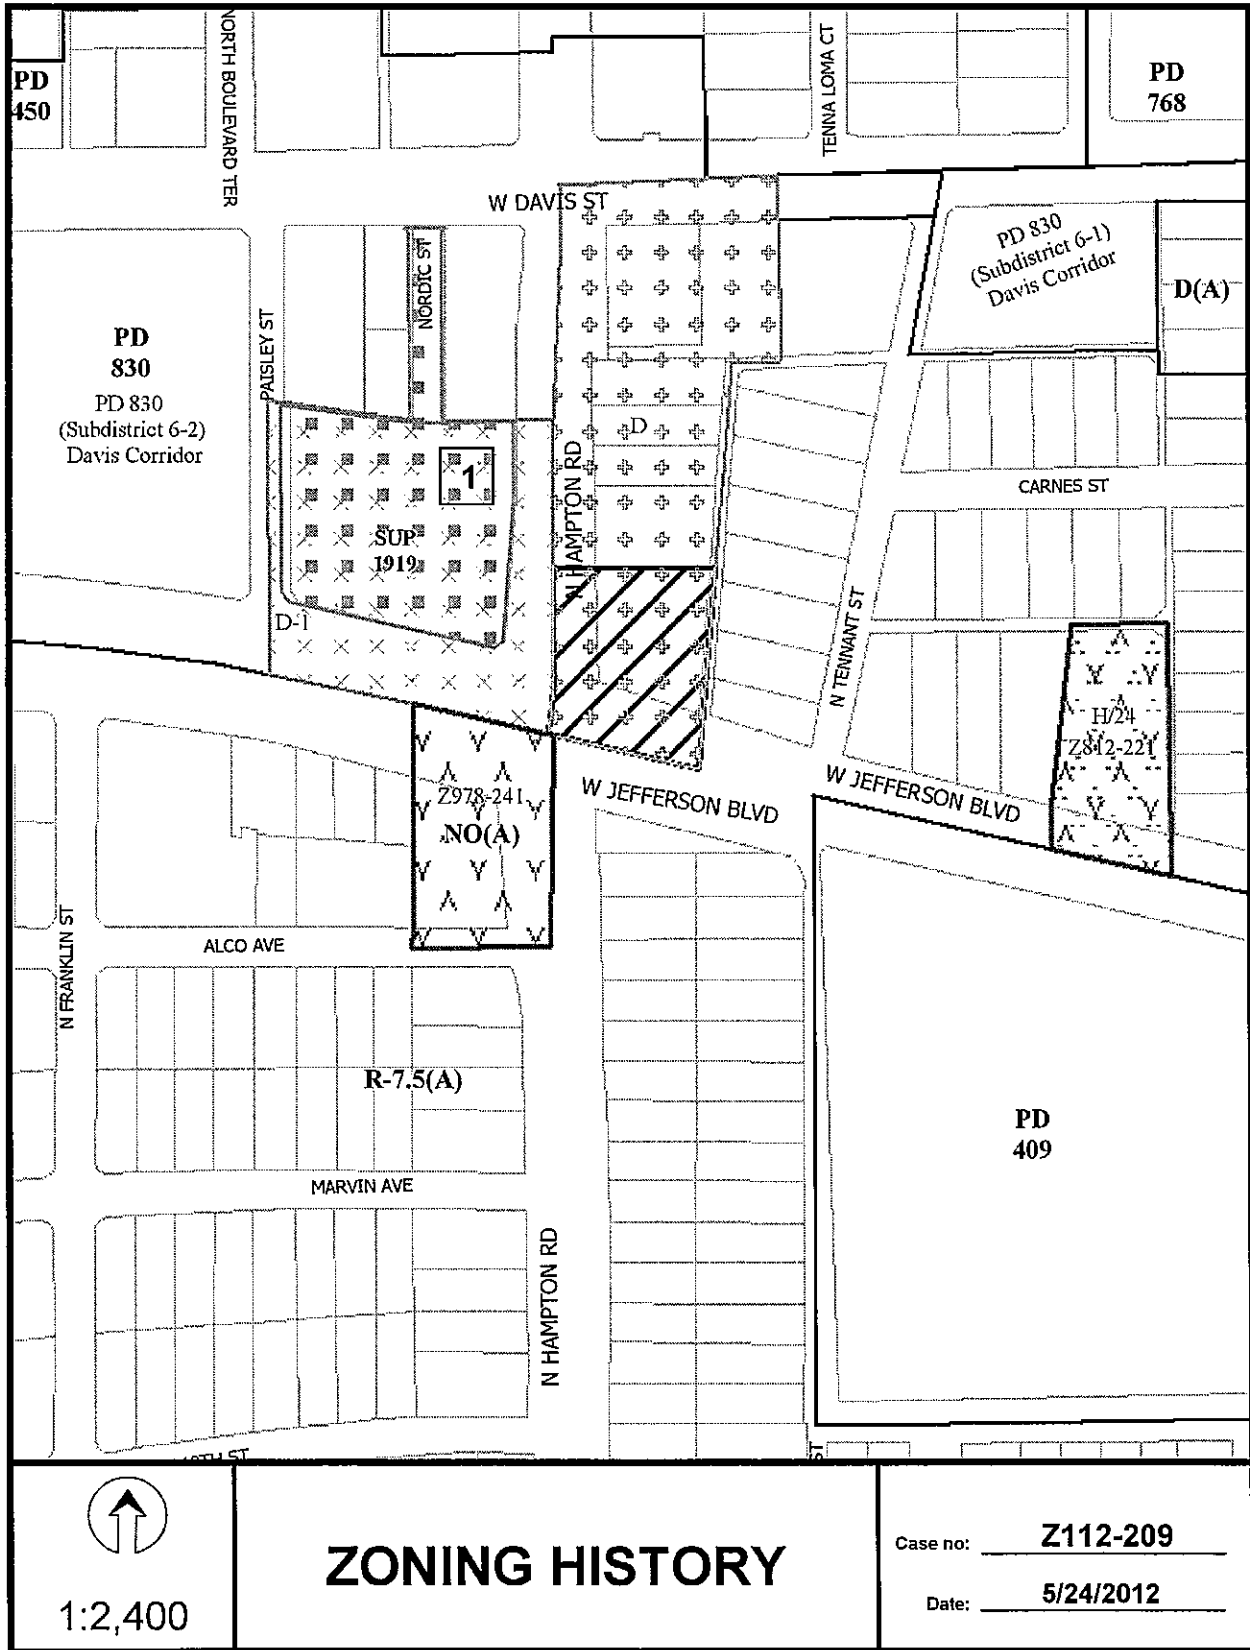 PD
450
NORTH BOULEVARD TER
TENNA LOMA CT
PD
768
W DAVIS ST
PD 830
(Subdistrict 6-1)
Davis Corridor
D(A)
NORDIC ST
PAISLEY ST
PD
830
PD 830
(Subdistrict 6-2)
Davis Corridor
D
1
N HAMPTON RD
CARNES ST
SUP
1919
D-1
N TENNANT ST
H/24
Z812-221
W JEFFERSON BLVD
W JEFFERSON BLVD
Z978-241
NO(A)
N FRANKLIN ST
ALCO AVE
R-7.5(A)
PD
409
MARVIN AVE
N HAMPTON RD
ST
ST
1:2,400
ZONING HISTORY
Case no: Z112-209
Date: 5/24/2012